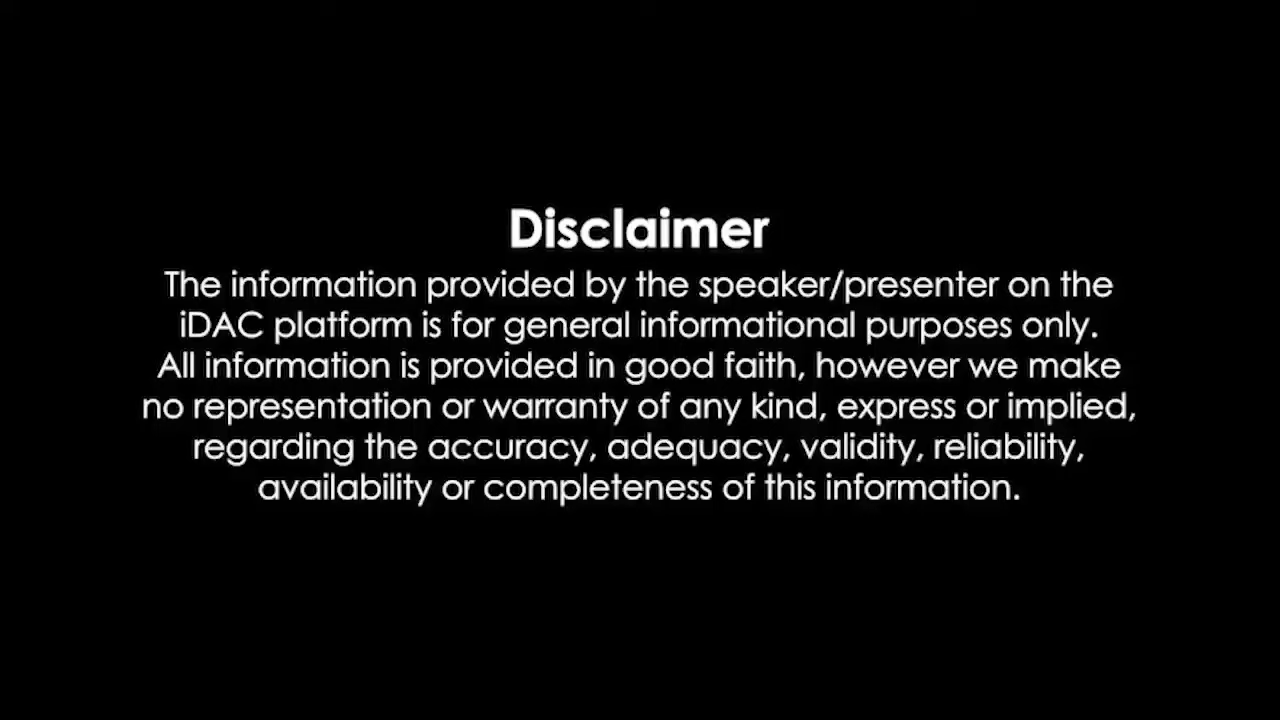 Disclaimer
The information provided by the speaker/presenter on the
iDAC platform is for general informational purposes only.
All information is provided in good faith, however we make
no representation or warranty of any kind, express or implied,
regarding the accuracy, adequacy, validity, reliability,
availability or completeness of this information.